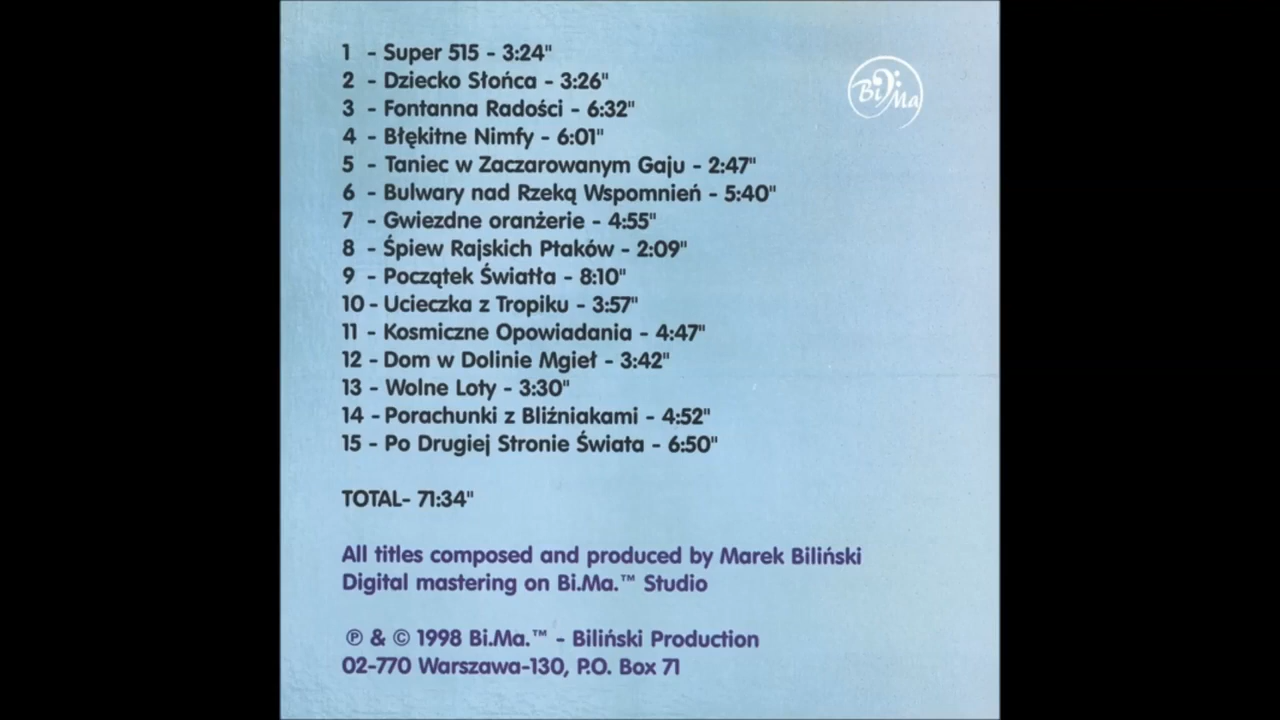 1 - Super 515 - 3:24"
2 - Dziecko Słońca - 3:26"
3 - Fontanna Radości - 6:32"
4 - Błękitne Nimfy - 6:01"
5 - Taniec w Zaczarowanym Gaju - 2:47"
6 - Bulwary nad Rzeką Wspomnień - 5:40"
7 - Gwiezdne oranżerie - 4:55"
8 - Śpiew Rajskich Ptaków - 2:09"
9 - Początek Światła - 8:10"
10 - Ucieczka z Tropiku - 3:57"
11 - Kosmiczne Opowiadania - 4:47"
12 - Dom w Dolinie Mgieł - 3:42"
13 - Wolne Loty - 3:30"
14 - Porachunki z Bliźniakami - 4:52"
15 - Po Drugiej Stronie Świata - 6:50"
TOTAL- 71:34"
All titles composed and produced by Marek Biliński
Digital mastering on Bi.Ma.™ Studio
℗ & © 1998 Bi.Ma.™ - Biliński Production
02-770 Warszawa-130, P.O. Box 71
Bi Ma